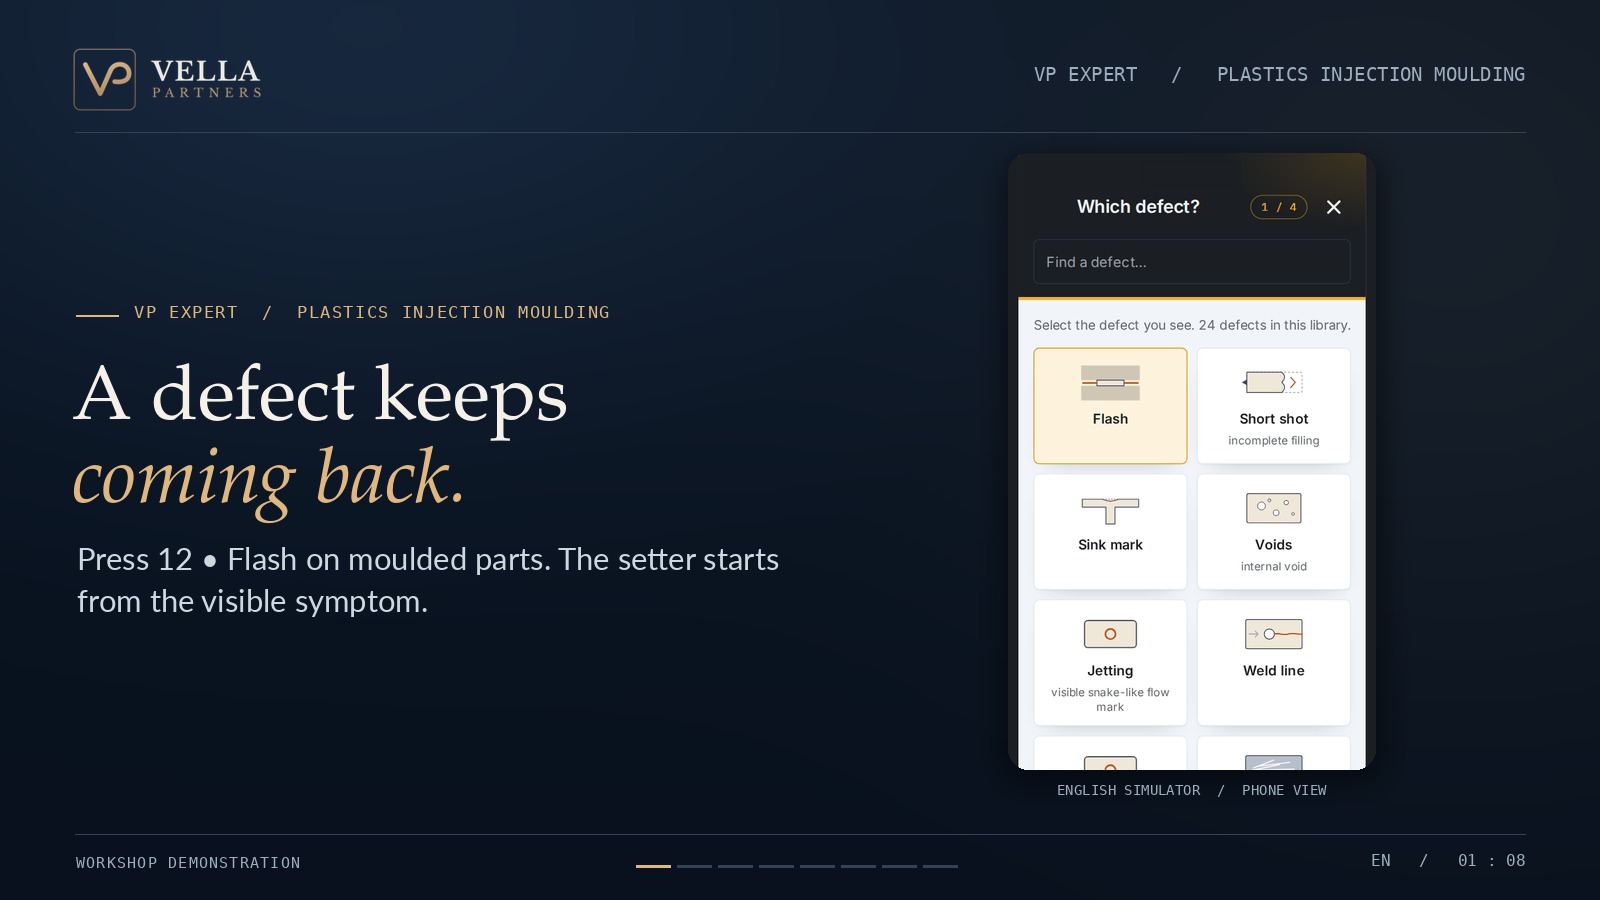 VP
VELLA
PARTNERS
VP EXPERT / PLASTICS INJECTION MOULDING
VP EXPERT / PLASTICS INJECTION MOULDING
A defect keeps
coming back.
Press 12 • Flash on moulded parts. The setter starts
from the visible symptom.
Which defect?
1 / 4
Find a defect...
Select the defect you see. 24 defects in this library.
Flash
Short shot
incomplete filling
Sink mark
Voids
internal void
Jetting
visible snake-like flow
mark
Weld line
ENGLISH SIMULATOR / PHONE VIEW
WORKSHOP DEMONSTRATION
EN / 01 : 08